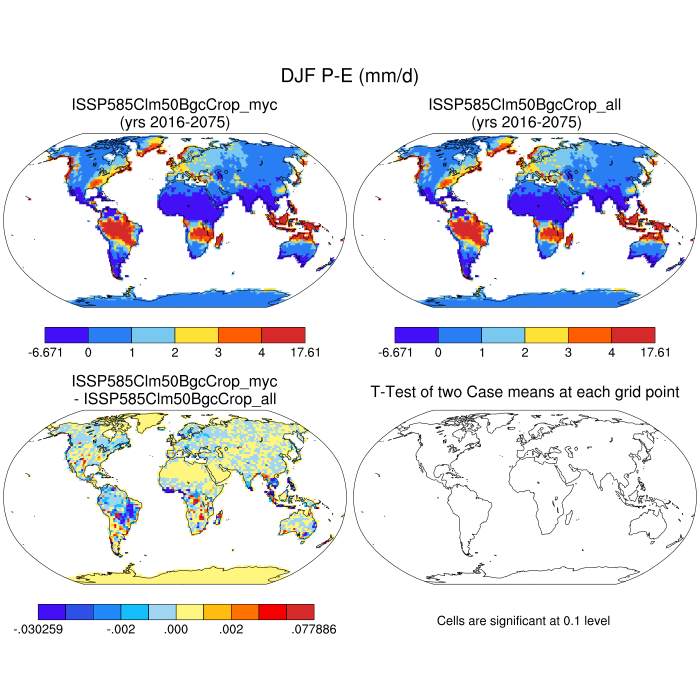 DJF P-E (mm/d)
ISSP585Clm50BgcCrop_myc
(yrs 2016-2075)
ISSP585Clm50BgcCrop_all
(yrs 2016-2075)
-6.671 0 1 2 3 4 17.61
-6.671 0 1 2 3 4 17.61
ISSP585Clm50BgcCrop_myc
- ISSP585Clm50BgcCrop_all
T-Test of two Case means at each grid point
-.030259 -.002 .000 .002 .077886
Cells are significant at 0.1 level